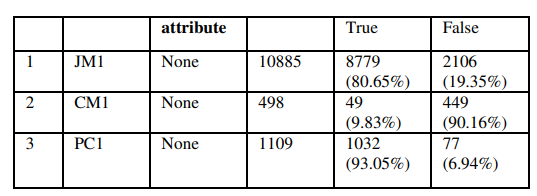 attribute True False
1 JM1 None 10885 8779 2106
(80.65%) (19.35%)
2 CM1 None 498 49 449
(9.83%) (90.16%)
3 PC1 None 1109 1032 77
(93.05%) (6.94%)